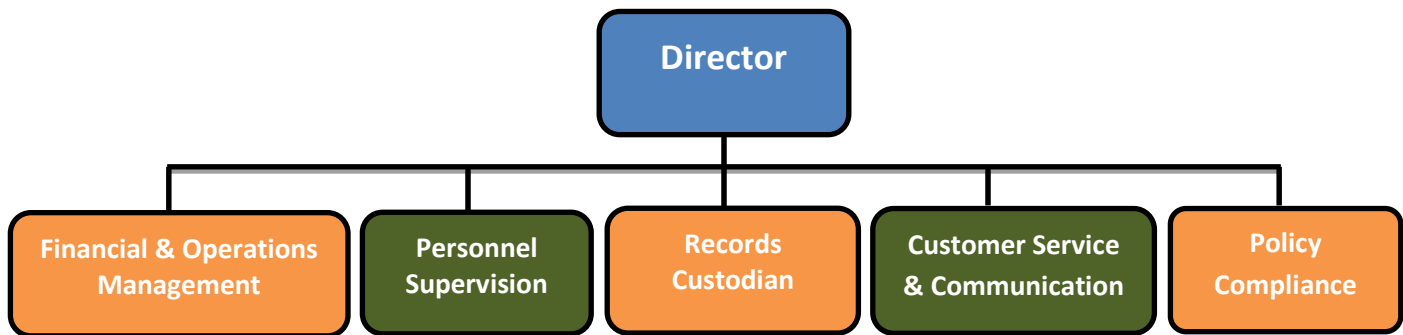 Director
Financial & Operations
Management
Personnel
Supervision
Records
Custodian
Customer Service
& Communication
Policy
Compliance